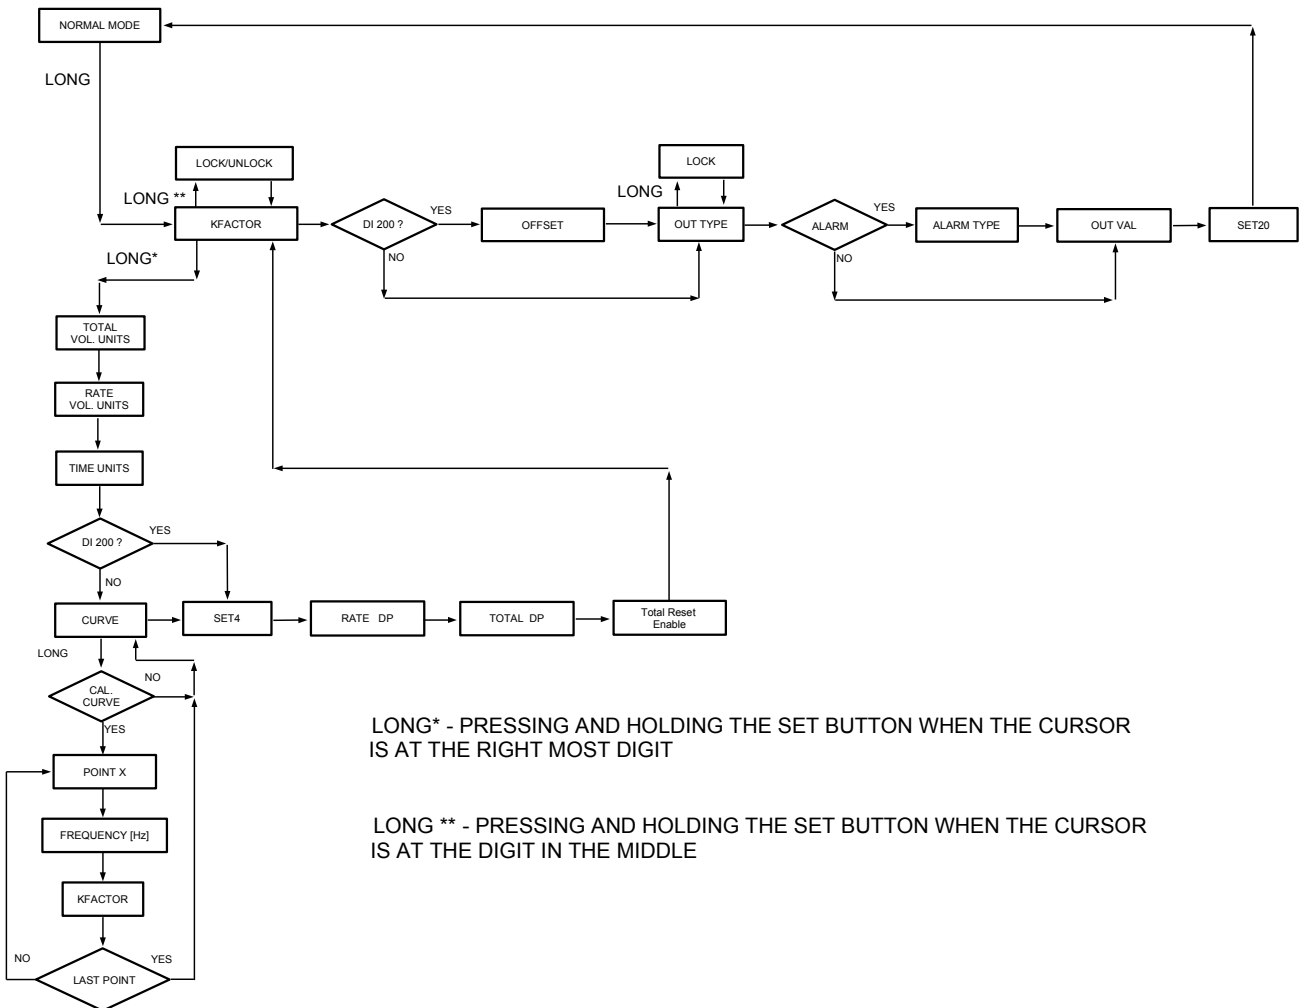 NORMAL MODE
LONG
LOCK/UNLOCK
LOCK
LONG **
LONG
KFACTOR
DI 200 ?
YES
OFFSET
OUT TYPE
ALARM
YES
ALARM TYPE
OUT VAL
SET20
NO
NO
LONG*
TOTAL
VOL. UNITS
RATE
VOL. UNITS
TIME UNITS
DI 200 ?
YES
NO
CURVE
SET4
RATE DP
TOTAL DP
Total Reset
Enable
LONG
CAL.
CURVE
NO
YES
POINT X
FREQUENCY [Hz]
KFACTOR
LAST POINT
NO
YES
LONG* - PRESSING AND HOLDING THE SET BUTTON WHEN THE CURSOR
IS AT THE RIGHT MOST DIGIT
LONG ** - PRESSING AND HOLDING THE SET BUTTON WHEN THE CURSOR
IS AT THE DIGIT IN THE MIDDLE